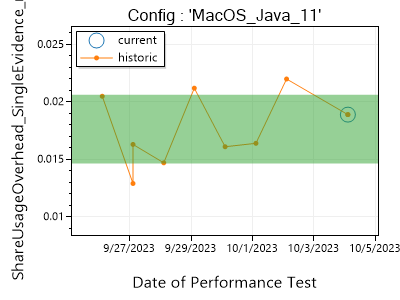 Config : 'MacOS_Java_11'
ShareUsageOverhead_SingleEvidence_
current
historic
0.025
0.02
0.015
0.01
9/27/2023 9/29/2023 10/1/2023 10/3/2023 10/5/2023
Date of Performance Test